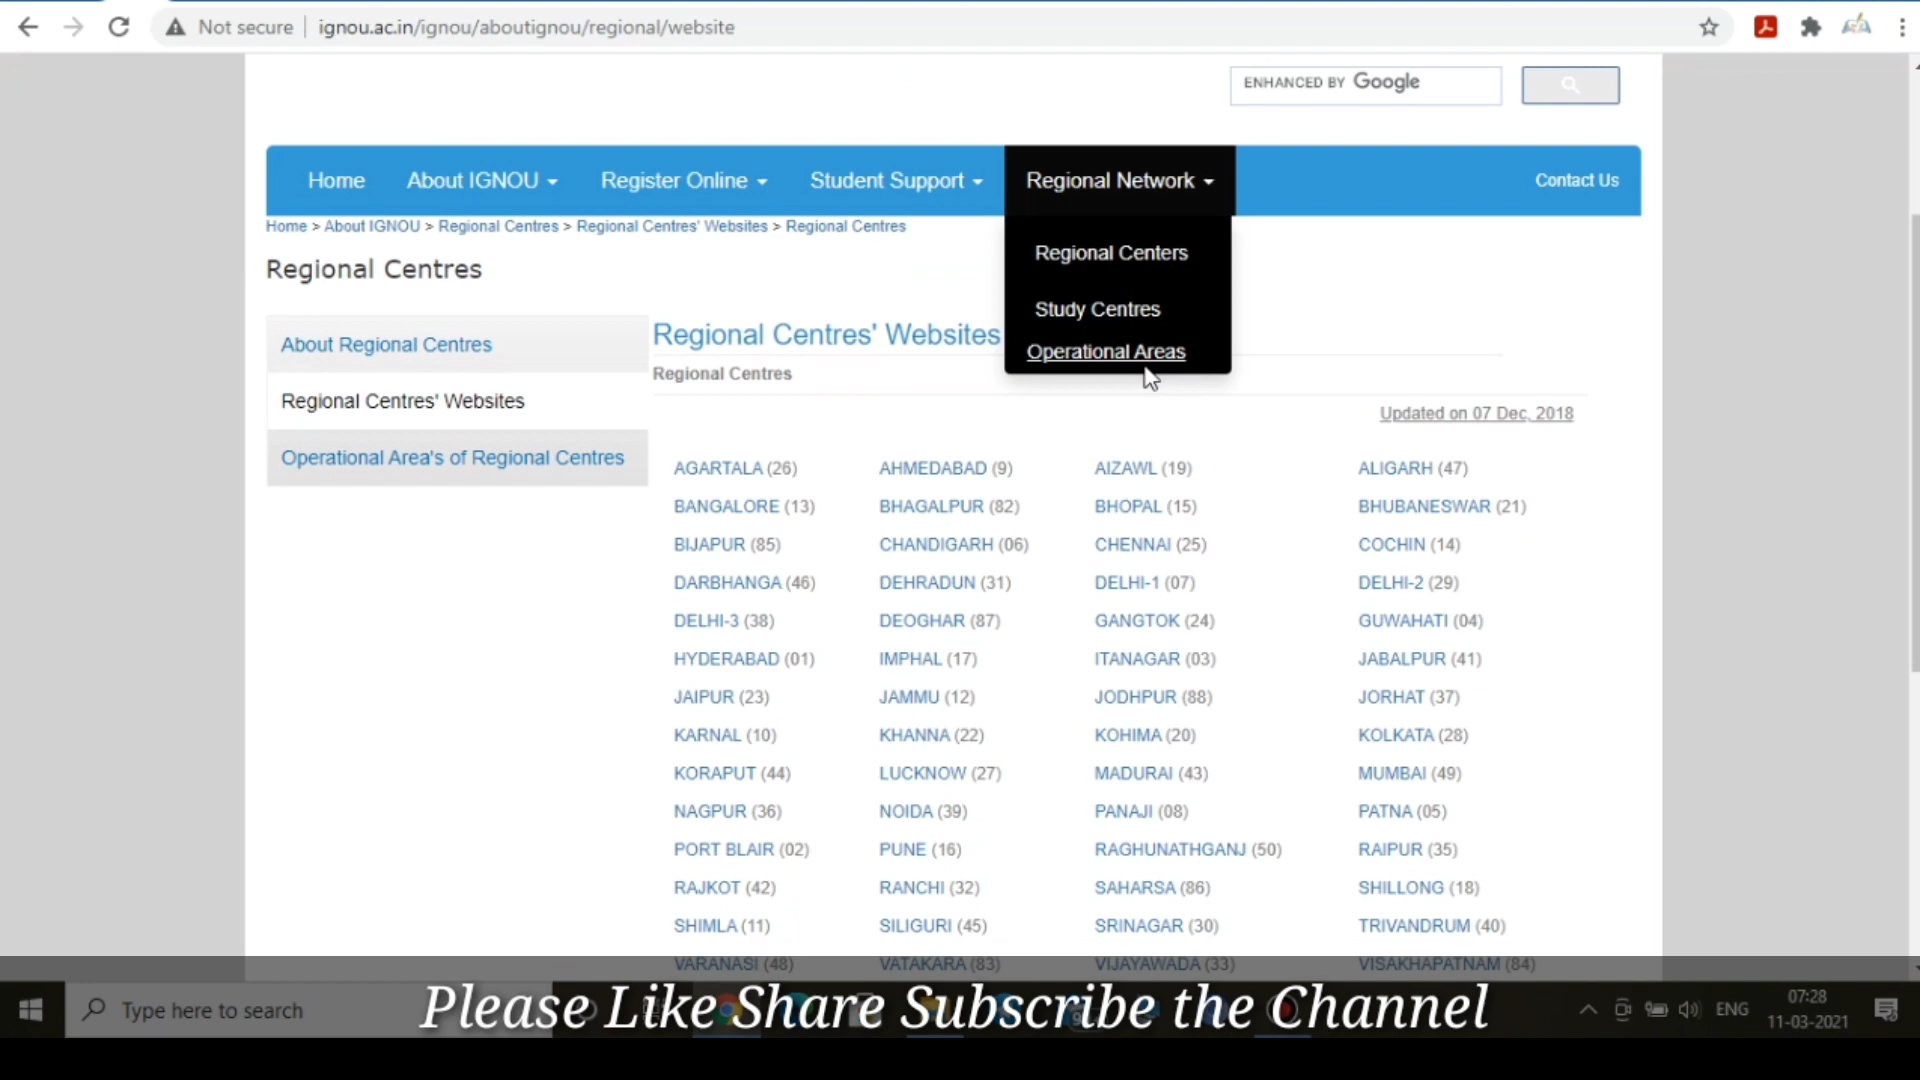 Not secure | ignou.ac.in/ignou/aboutignou/regional/website
ENHANCED BY Google
Home About IGNOU Register Online Student Support Regional Network Contact Us
Home > About IGNOU > Regional Centres > Regional Centres' Websites > Regional Centres
Regional Centers
Regional Centres
Study Centres
About Regional Centres
Regional Centres' Websites
Operational Areas
Regional Centres
Regional Centres' Websites
Updated on 07 Dec, 2018
Operational Area's of Regional Centres
AGARTALA (26) AHMEDABAD (9) AIZAWL (19) ALIGARH (47)
BANGALORE (13) BHAGALPUR (82) BHOPAL (15) BHUBANESWAR (21)
BIJAPUR (85) CHANDIGARH (06) CHENNAI (25) COCHIN (14)
DARBHANGA (46) DEHRADUN (31) DELHI-1 (07) DELHI-2 (29)
DELHI-3 (38) DEOGHAR (87) GANGTOK (24) GUWAHATI (04)
HYDERABAD (01) IMPHAL (17) ITANAGAR (03) JABALPUR (41)
JAIPUR (23) JAMMU (12) JODHPUR (88) JORHAT (37)
KARNAL (10) KHANNA (22) KOHIMA (20) KOLKATA (28)
KORAPUT (44) LUCKNOW (27) MADURAI (43) MUMBAI (49)
NAGPUR (36) NOIDA (39) PANAJI (08) PATNA (05)
PORT BLAIR (02) PUNE (16) RAGHUNATHGANJ (50) RAIPUR (35)
RAJKOT (42) RANCHI (32) SAHARSA (86) SHILLONG (18)
SHIMLA (11) SILIGURI (45) SRINAGAR (30) TRIVANDRUM (40)
VARANASI (48) VATAKARA (83) VIJAYAWADA (33) VISAKHAPATNAM (84)
Type here to search
Please Like Share Subscribe the Channel
ENG
07:28
11-03-2021